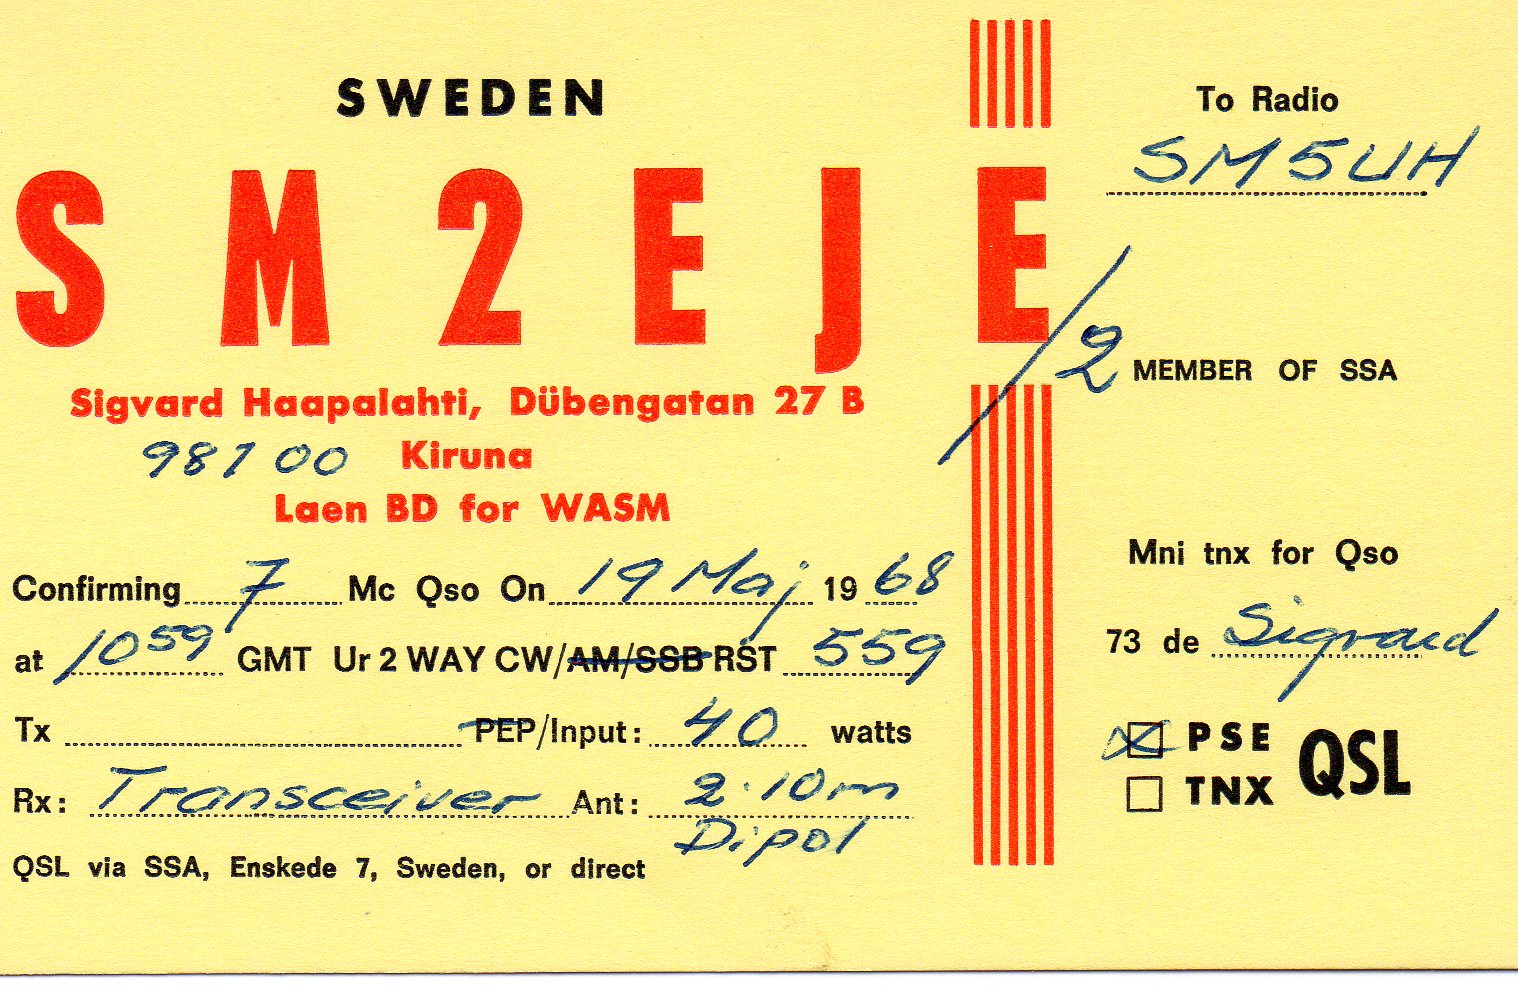 SWEDEN
SM2EJE/2
Sigvard Haapalahti, Dübengatan 27 B
98100 Kiruna
Laen BD for WASM
Confirming 7 Mc Qso On 19 Maj 1968
at 1059 GMT Ur 2 WAY CW/AM/SSB RST 559
Tx PEP/Input: 40 watts
Rx: Transceiver Ant: 2·10m
Dipol
QSL via SSA, Enskede 7, Sweden, or direct
To Radio
SM5UH
MEMBER OF SSA
Mni tnx for Qso
73 de Sigvard
PSE QSL
TNX